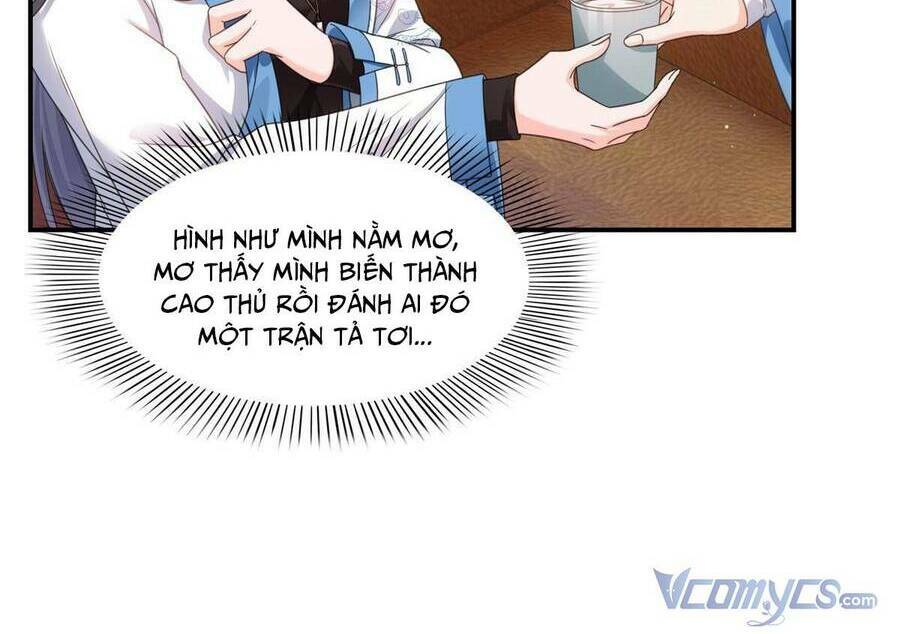 HÌNH NHƯ MÌNH NẰM MƠ,
MƠ THẤY MÌNH BIẾN THÀNH
CAO THỦ RỒI ĐÁNH AI ĐÓ
MỘT TRẬN TẢ TƠI...
VCOMYCS.com